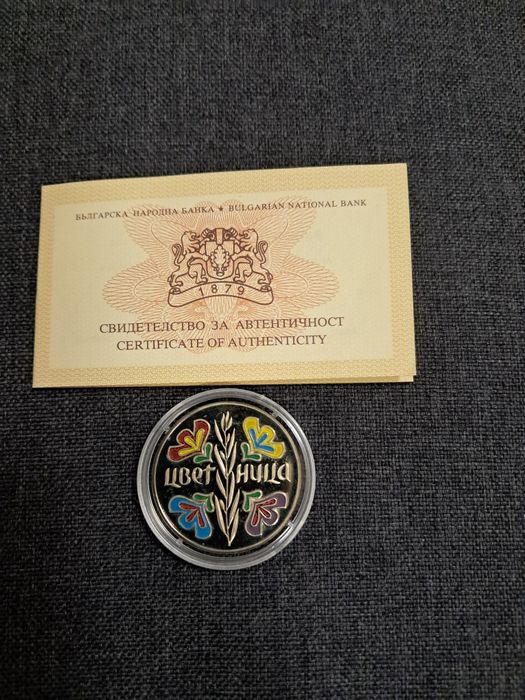 БЪЛГАРСКА НАРОДНА БАНКА ★ BULGARIAN NATIONAL BANK
1879
СВИДЕТЕЛСТВО ЗА АВТЕНТИЧНОСТ
CERTIFICATE OF AUTHENTICITY
цвет ница